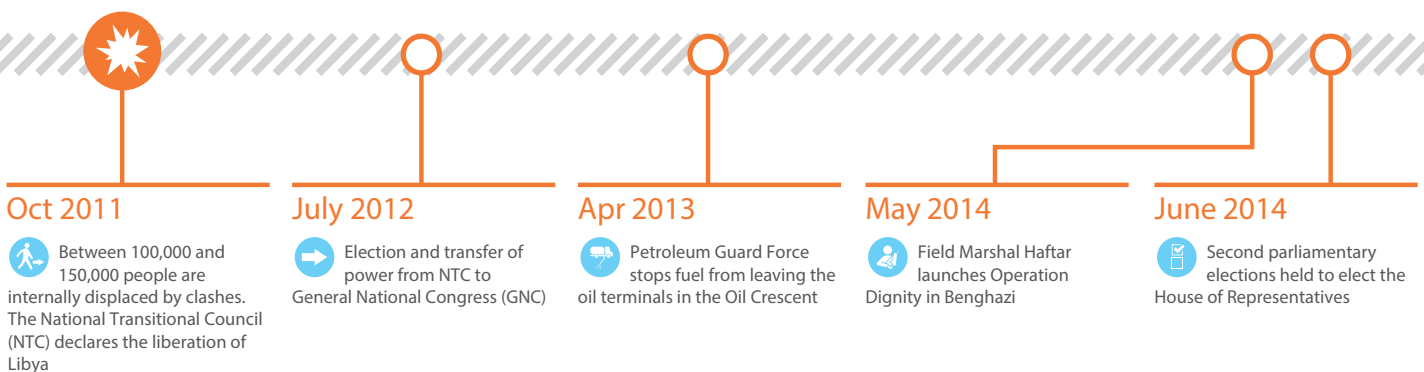 Oct 2011
Between 100,000 and
150,000 people are
internally displaced by clashes.
The National Transitional Council
(NTC) declares the liberation of
Libya
July 2012
Election and transfer of
power from NTC to
General National Congress (GNC)
Apr 2013
Petroleum Guard Force
stops fuel from leaving the
oil terminals in the Oil Crescent
May 2014
Field Marshal Haftar
launches Operation
Dignity in Benghazi
June 2014
Second parliamentary
elections held to elect the
House of Representatives